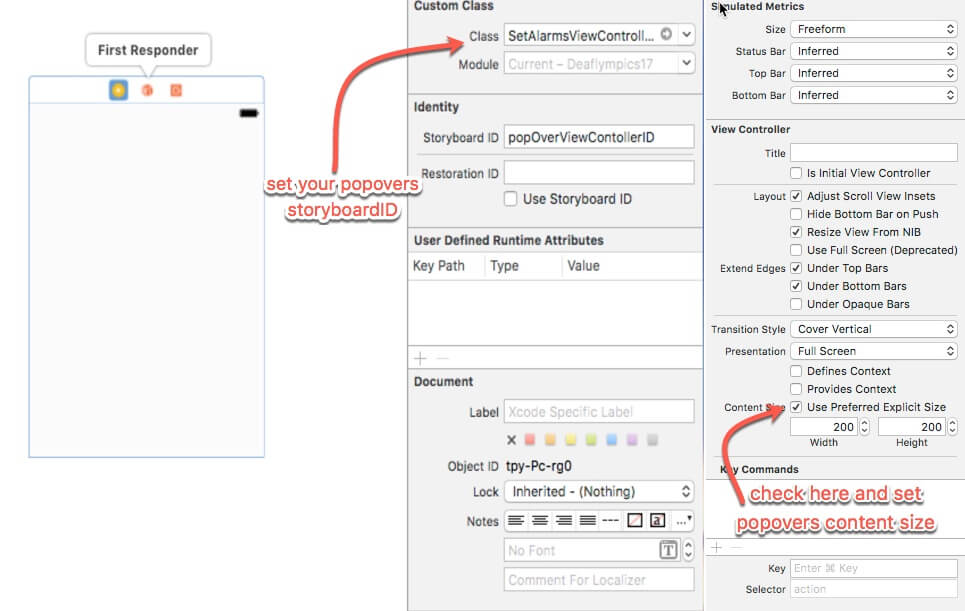 First Responder
set your popovers
storyboardID
Custom Class
Class SetAlarmsViewControll...
Module Current – Deaflympics17
Identity
Storyboard ID popOverViewContollerID
Restoration ID
Use Storyboard ID
User Defined Runtime Attributes
Key Path Type Value
Document
Label Xcode Specific Label
Object ID tpy-Pc-rg0
Lock Inherited - (Nothing)
Notes
No Font
Comment For Localizer
Simulated Metrics
Size Freeform
Status Bar Inferred
Top Bar Inferred
Bottom Bar Inferred
View Controller
Title
Is Initial View Controller
Layout Adjust Scroll View Insets
Hide Bottom Bar on Push
Resize View From NIB
Use Full Screen (Deprecated)
Extend Edges Under Top Bars
Under Bottom Bars
Under Opaque Bars
Transition Style Cover Vertical
Presentation Full Screen
Defines Context
Provides Context
Content Size Use Preferred Explicit Size
200 200
Width Height
Key Commands
check here and set
popovers content size
Key Enter ⌘ Key
Selector action